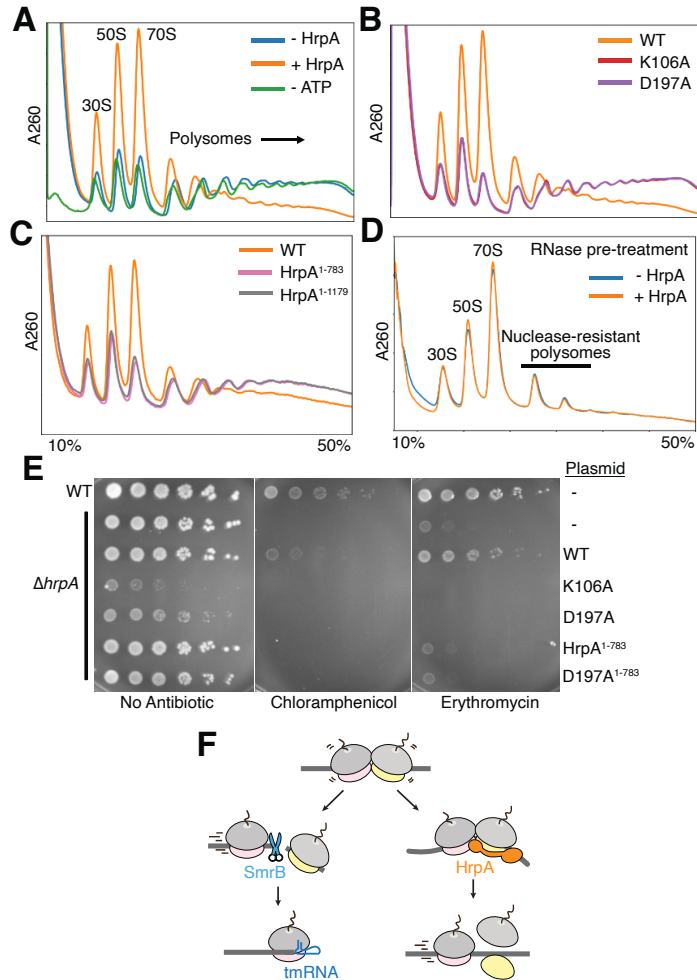 A
50S
70S
- HrpA
+ HrpA
- ATP
30S
Polysomes
A260
B
WT
K106A
D197A
A260
C
WT
HrpA1-783
HrpA1-1179
A260
10%
50%
D
RNase pre-treatment
70S
- HrpA
+ HrpA
50S
30S
Nuclease-resistant
polysomes
A260
10%
50%
E
Plasmid
WT
-
ΔhrpA
-
WT
K106A
D197A
HrpA1-783
D197A1-783
No Antibiotic
Chloramphenicol
Erythromycin
F
SmrB
HrpA
tmRNA